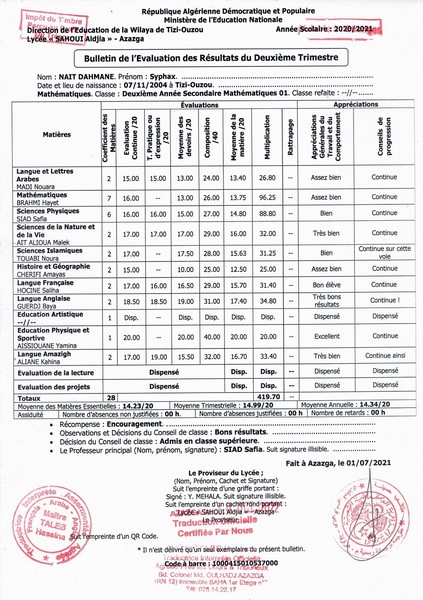 République Algérienne Démocratique et Populaire
Ministère de l'Education Nationale
Impôt du Timbre
Direction de l'Education de la Wilaya de Tizi-Ouzou Année Scolaire : 2020/2021
Lycée « SAHOUI Aldjia » - Azazga
Bulletin de l'Evaluation des Résultats du Deuxième Trimestre
Nom : NAIT DAHMANE. Prénom : Syphax.
Date et lieu de naissance : 07/11/2004 à Tizi-Ouzou.
Mathématiques. Classe : Deuxième Année Secondaire Mathématiques 01. Classe refaite : --//--
Evaluations Appréciations
Matières Coefficient des Matières Evaluation Continue /20 T. Pratique ou d'expression /20 Moyenne des devoirs /20 Composition /40 Moyenne de la matière /20 Multiplication Rattrapage Appréciations Générales du Travail et du Comportement Conseils de progression
Langue et Lettres Arabes MADI Nouara 2 15.00 15.00 13.00 24.00 13.40 26.80 -- Assez bien Continue
Mathématiques BRAHMI Hayet 7 16.00 -- 13.00 26.00 13.75 96.25 -- Assez bien Continue
Sciences Physiques SIAD Safia 6 16.00 16.00 15.00 27.00 14.80 88.80 -- Bien Continue
Sciences de la Nature et de la Vie AIT ALIOUA Malek 2 17.00 17.00 14.00 32.00 16.00 32.00 -- Très bien Continue
Sciences Islamiques TOUABI Noura 2 17.00 -- 17.50 28.00 15.63 31.25 -- Bien Continue sur cette voie
Histoire et Géographie CHERIFI Amayas 2 15.00 -- 10.00 25.00 12.50 25.00 -- Assez bien Continue
Langue Française HOCINE Saliha 2 17.00 16.00 16.50 29.00 15.70 31.40 -- Bon élève Continue
Langue Anglaise GUERDJ Baya 2 18.50 18.50 19.00 31.00 17.40 34.80 -- Très bons résultats Continue !
Education Artistique --//-- 1 Disp. -- Disp. Disp. Disp. Disp. -- Dispensé Dispensé
Education Physique et Sportive AISSIOUANE Yamina 1 20.00 -- 20.00 40.00 20.00 20.00 -- Excellent Continue
Langue Amazigh ALIANE Kahina 2 17.00 19.00 15.50 32.00 16.70 33.40 -- Très bien Continue ainsi
Evaluation de la lecture Dispensé Disp. Disp. -- Dispensé
Evaluation des projets Dispensé Disp. Disp. -- Dispensé
Totaux 28 419.70 --
Moyenne des Matières Essentielles : 14.23/20 Moyenne Trimestrielle : 14.99/20 Moyenne Annuelle : 14.34/20
Assiduité Nombre d'absences non justifiées : 00 h. Nombre d'absences justifiées : 00 h Nombre de retards : 00 h
• Récompense : Encouragement.
• Observations et Décisions du Conseil de classe : Bons résultats.
• Décision du Conseil de classe : Admis en classe supérieure.
• Le Professeur principal (Nom, prénom, signature) : SIAD Safia. Suit signature illisible.
Fait à Azazga, le 01/07/2021
Le Proviseur du Lycée ;
(Nom, Prénom, Cachet et Signature)
Suit l'empreinte d'une griffe portant :
Signé : Y. MEHALA. Suit signature illisible.
Suit l'empreinte d'un cachet rond portant :
Lycée « SAHOUI Aldjia » – Azazga
Le Proviseur
Traduction Officielle
Certifiée Par Nous
Maître
TALEB
Hassina
Suit l'empreinte d'un QR Code.
* Il n'est délivré qu'un seul exemplaire du présent bulletin.
Traductrice Interprète Officielle
Code à barre : 1000415010537000
Bd. Colonel Md. OULHADJ AZAZGA